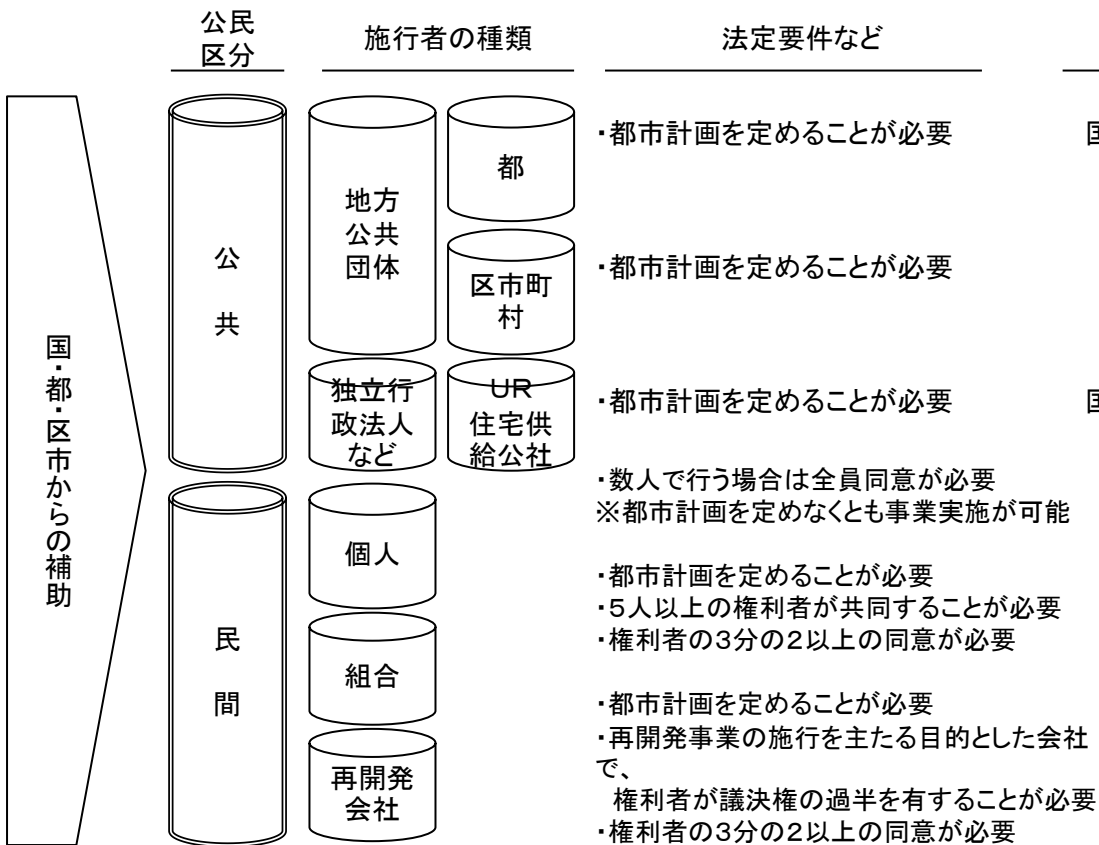 公民
区分
施行者の種類
法定要件など
国・都・区市からの補助
公
共
地方
公共
団体
都
・都市計画を定めることが必要
国
区市町
村
・都市計画を定めることが必要
独立行
政法人
など
UR
住宅供
給公社
・都市計画を定めることが必要
国
民
間
個人
・数人で行う場合は全員同意が必要
※都市計画を定めなくとも事業実施が可能
組合
・都市計画を定めることが必要
・5人以上の権利者が共同することが必要
・権利者の3分の2以上の同意が必要
再開発
会社
・都市計画を定めることが必要
・再開発事業の施行を主たる目的とした会社
で、
権利者が議決権の過半を有することが必要
・権利者の3分の2以上の同意が必要